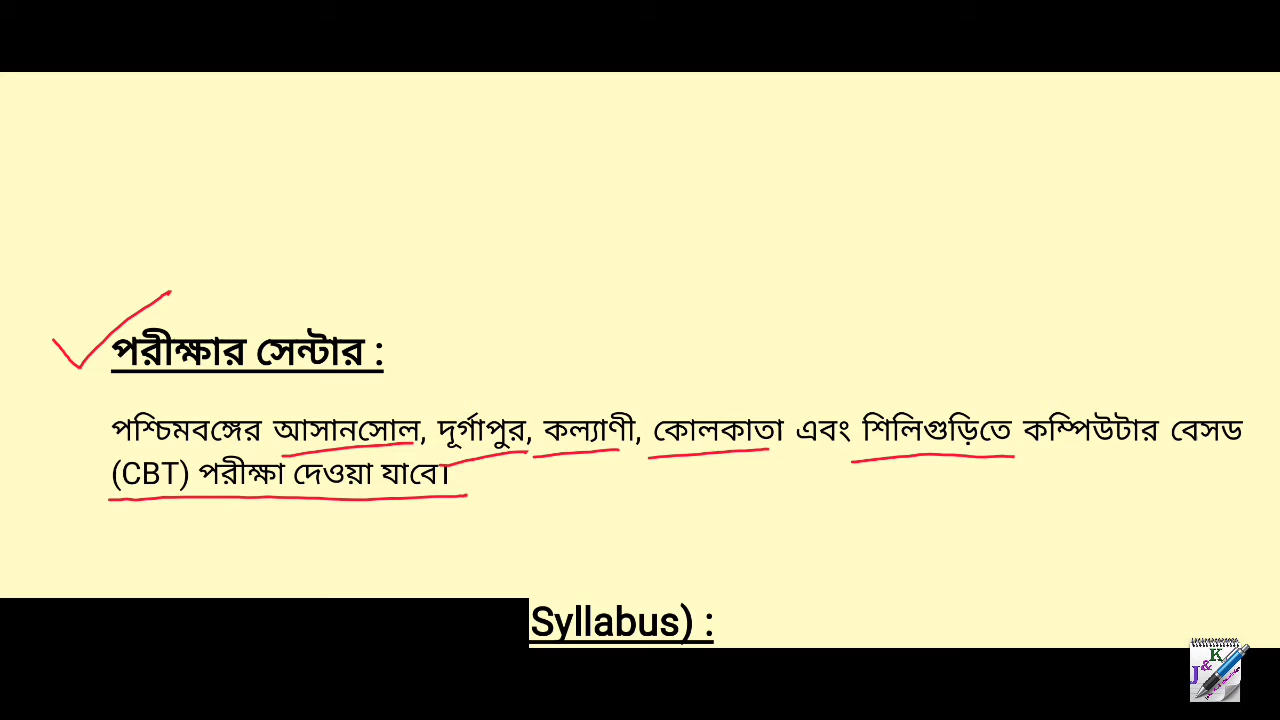 পরীক্ষার সেন্টার :
পশ্চিমবঙ্গের আসানসোল, দূর্গাপুর, কল্যাণী, কোলকাতা এবং শিলিগুড়িতে কম্পিউটার বেসড
(CBT) পরীক্ষা দেওয়া যাবে।
Syllabus) :
J&K